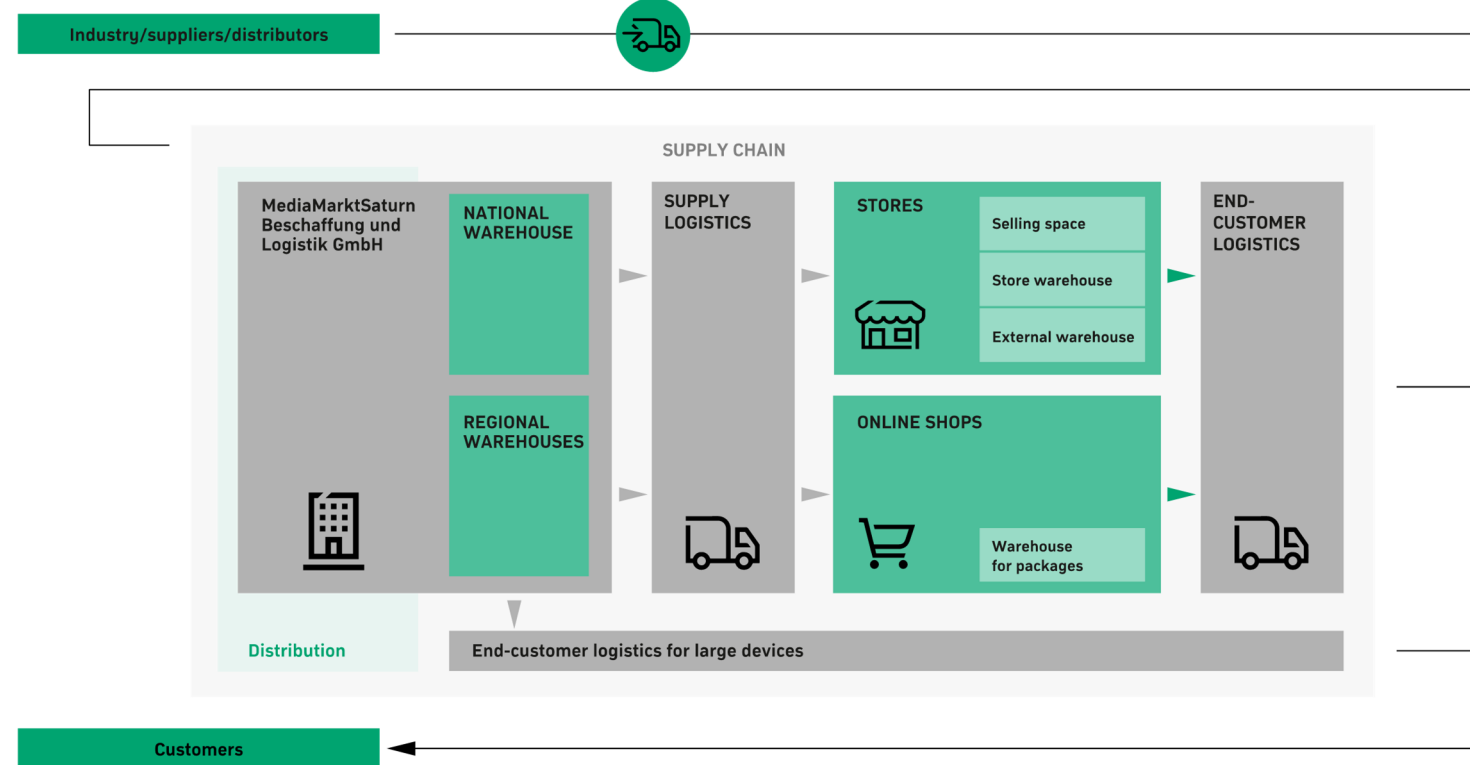 Industry/suppliers/distributors
SUPPLY CHAIN
MediaMarktSaturn
Beschaffung und
Logistik GmbH
NATIONAL
WAREHOUSE
REGIONAL
WAREHOUSES
SUPPLY
LOGISTICS
STORES
Selling space
Store warehouse
External warehouse
ONLINE SHOPS
Warehouse
for packages
END-
CUSTOMER
LOGISTICS
Distribution
End-customer logistics for large devices
Customers